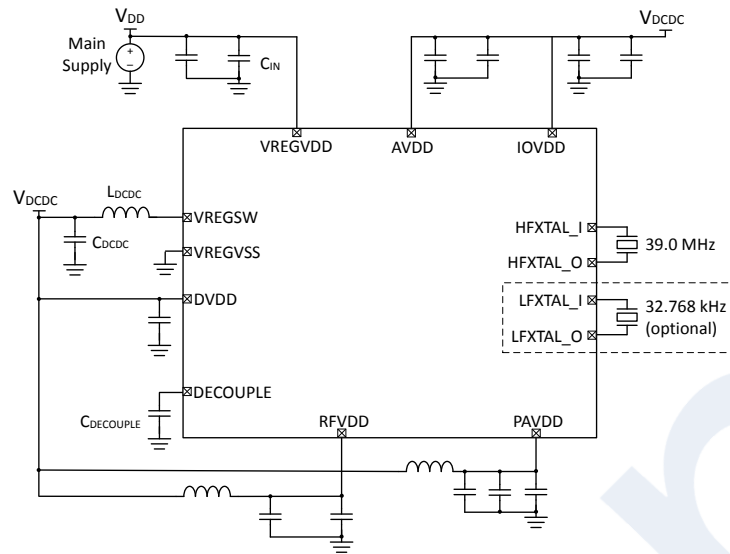 VDD
Main
Supply
CIN
VDCDC
VREGVDD
AVDD
IOVDD
VDCDC
LDCDC
VREGSW
CDCDC
VREGVSS
DVDD
DECOUPLE
CDECOUPLE
RFVDD
PAVDD
HFXTAL_I
HFXTAL_O
39.0 MHz
LFXTAL_I
LFXTAL_O
32.768 kHz
(optional)